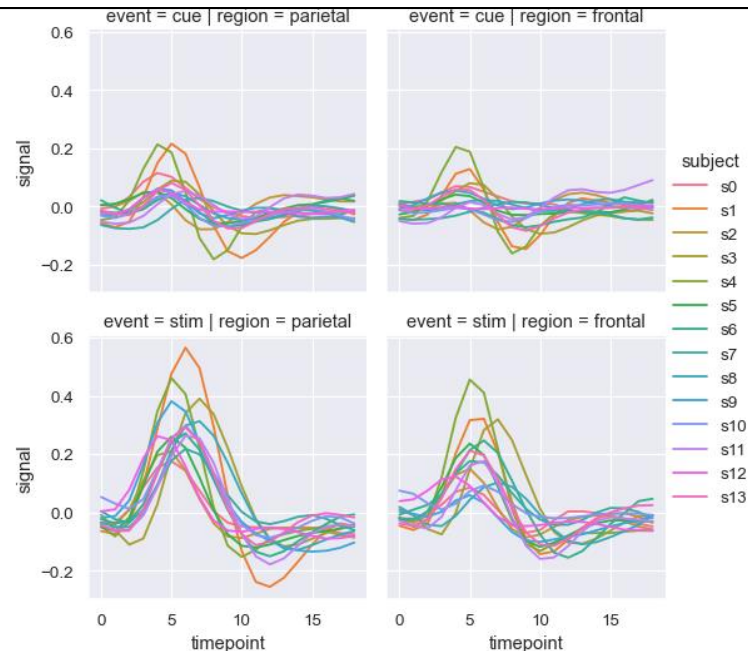 event = cue | region = parietal
event = cue | region = frontal
0.6
0.4
signal
0.2
0.0
−0.2
subject
s0
s1
s2
s3
s4
s5
s6
s7
s8
s9
s10
s11
s12
s13
event = stim | region = parietal
event = stim | region = frontal
0.6
0.4
signal
0.2
0.0
−0.2
0 5 10 15
0 5 10 15
timepoint
timepoint